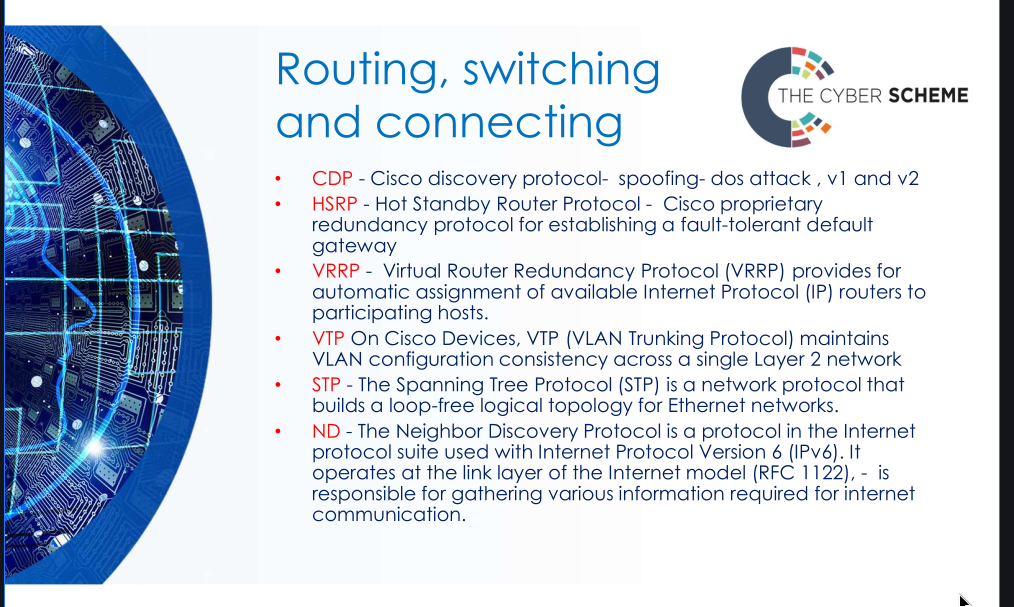 Routing, switching
and connecting
THE CYBER SCHEME
• CDP - Cisco discovery protocol-  spoofing- dos attack , v1 and v2
• HSRP - Hot Standby Router Protocol -  Cisco proprietary
redundancy protocol for establishing a fault-tolerant default
gateway
• VRRP -  Virtual Router Redundancy Protocol (VRRP) provides for
automatic assignment of available Internet Protocol (IP) routers to
participating hosts.
• VTP On Cisco Devices, VTP (VLAN Trunking Protocol) maintains
VLAN configuration consistency across a single Layer 2 network
• STP - The Spanning Tree Protocol (STP) is a network protocol that
builds a loop-free logical topology for Ethernet networks.
• ND - The Neighbor Discovery Protocol is a protocol in the Internet
protocol suite used with Internet Protocol Version 6 (IPv6). It
operates at the link layer of the Internet model (RFC 1122), -  is
responsible for gathering various information required for internet
communication.